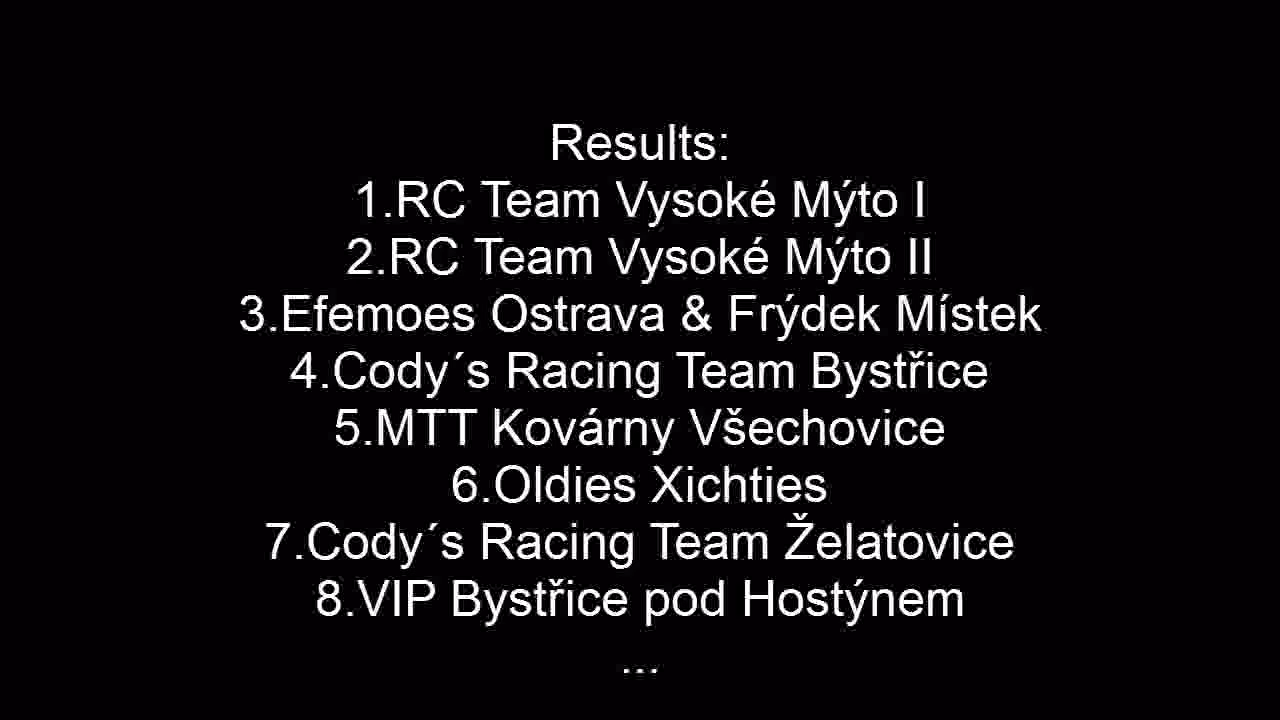 Results:
1.RC Team Vysoké Mýto I
2.RC Team Vysoké Mýto II
3.Efemoes Ostrava & Frýdek Místek
4.Cody´s Racing Team Bystřice
5.MTT Kovárny Všechovice
6.Oldies Xichties
7.Cody´s Racing Team Želatovice
8.VIP Bystřice pod Hostýnem
...